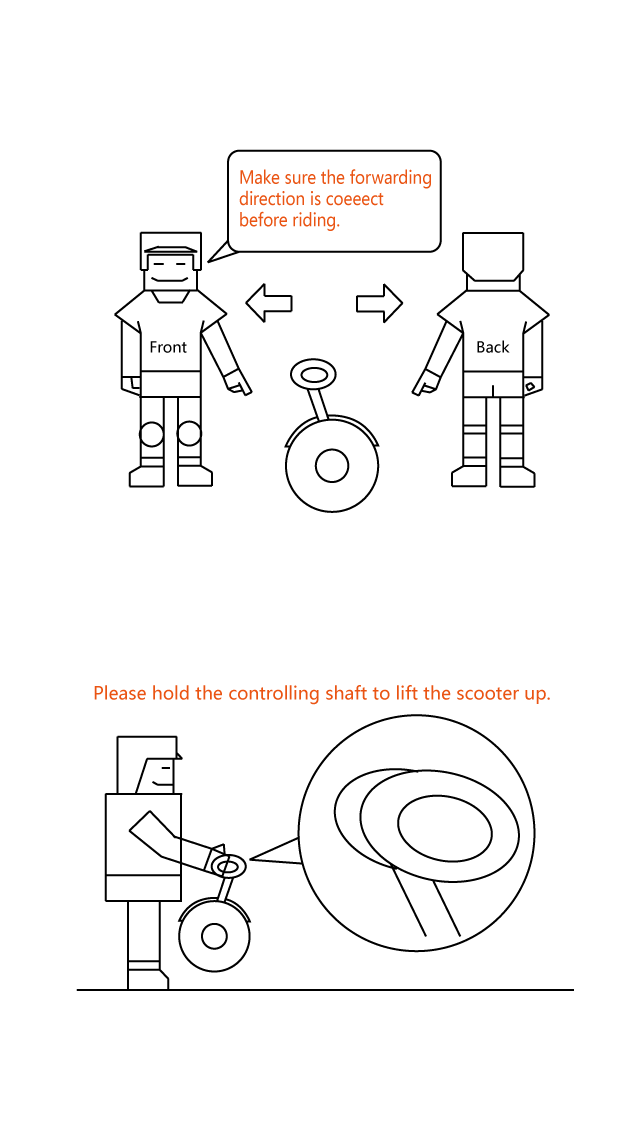 Make sure the forwarding
direction is coeeect
before riding.
Front
Back
Please hold the controlling shaft to lift the scooter up.